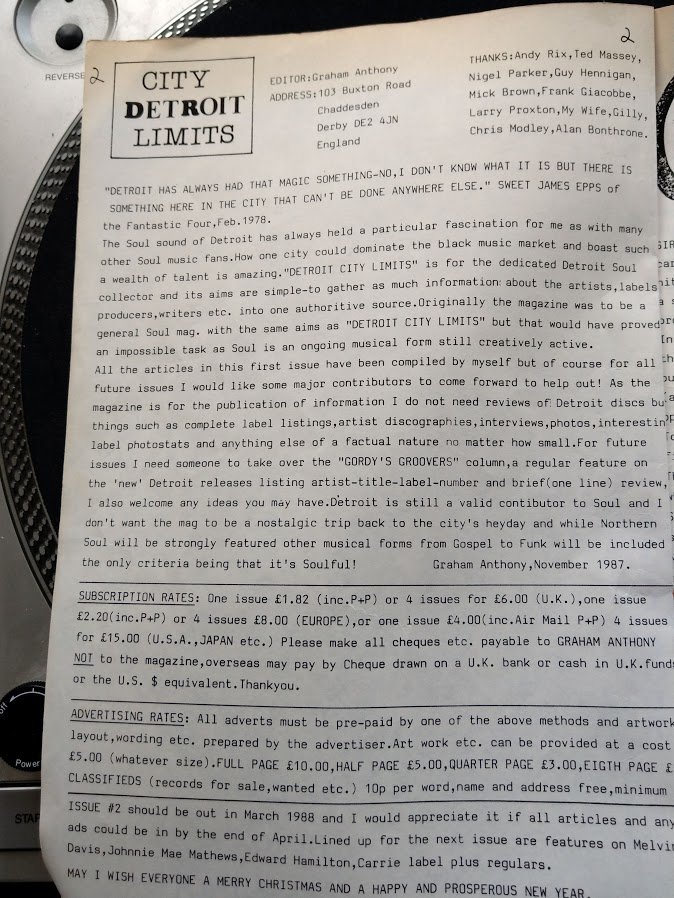 REVERSE
2
2
CITY
DETROIT
LIMITS
EDITOR:Graham Anthony
ADDRESS:103 Buxton Road
Chaddesden
Derby DE2 4JN
England
THANKS:Andy Rix,Ted Massey,
Nigel Parker,Guy Hennigan,
Mick Brown,Frank Giacobbe,
Larry Proxton,My Wife,Gilly,
Chris Modley,Alan Bonthrone.
"DETROIT HAS ALWAYS HAD THAT MAGIC SOMETHING-NO,I DON'T KNOW WHAT IT IS BUT THERE IS
SOMETHING HERE IN THE CITY THAT CAN'T BE DONE ANYWHERE ELSE." SWEET JAMES EPPS of
the Fantastic Four,Feb.1978.
The Soul sound of Detroit has always held a particular fascination for me as with many
other Soul music fans.How one city could dominate the black music market and boast such
a wealth of talent is amazing."DETROIT CITY LIMITS" is for the dedicated Detroit Soul
collector and its aims are simple-to gather as much information about the artists,labels
producers,writers etc. into one authoritive source.Originally the magazine was to be a
general Soul mag. with the same aims as "DETROIT CITY LIMITS" but that would have proved
an impossible task as Soul is an ongoing musical form still creatively active.
All the articles in this first issue have been compiled by myself but of course for all
future issues I would like some major contributors to come forward to help out! As the
magazine is for the publication of information I do not need reviews of Detroit discs bu
things such as complete label listings,artist discographies,interviews,photos,interestin
label photostats and anything else of a factual nature no matter how small.For future
issues I need someone to take over the "GORDY'S GROOVERS" column,a regular feature on
the 'new' Detroit releases listing artist-title-label-number and brief(one line) review,
I also welcome any ideas you may have.Detroit is still a valid contibutor to Soul and I
don't want the mag to be a nostalgic trip back to the city's heyday and while Northern
Soul will be strongly featured other musical forms from Gospel to Funk will be included
the only criteria being that it's Soulful! Graham Anthony,November 1987.
SUBSCRIPTION RATES: One issue £1.82 (inc.P+P) or 4 issues for £6.00 (U.K.),one issue
£2.20(inc.P+P) or 4 issues £8.00 (EUROPE),or one issue £4.00(inc.Air Mail P+P) 4 issues
for £15.00 (U.S.A.,JAPAN etc.) Please make all cheques etc. payable to GRAHAM ANTHONY
NOT to the magazine,overseas may pay by Cheque drawn on a U.K. bank or cash in U.K.funds
or the U.S. $ equivalent.Thankyou.
ADVERTISING RATES: All adverts must be pre-paid by one of the above methods and artwork
layout,wording etc. prepared by the advertiser.Art work etc. can be provided at a cost
£5.00 (whatever size).FULL PAGE £10.00,HALF PAGE £5.00,QUARTER PAGE £3.00,EIGTH PAGE £
CLASSIFIEDS (records for sale,wanted etc.) 10p per word,name and address free,minimum
ISSUE #2 should be out in March 1988 and I would appreciate it if all articles and any
ads could be in by the end of April.Lined up for the next issue are features on Melvin
Davis,Johnnie Mae Mathews,Edward Hamilton,Carrie label plus regulars.
MAY I WISH EVERYONE A MERRY CHRISTMAS AND A HAPPY AND PROSPEROUS NEW YEAR.
off
Power
STAR